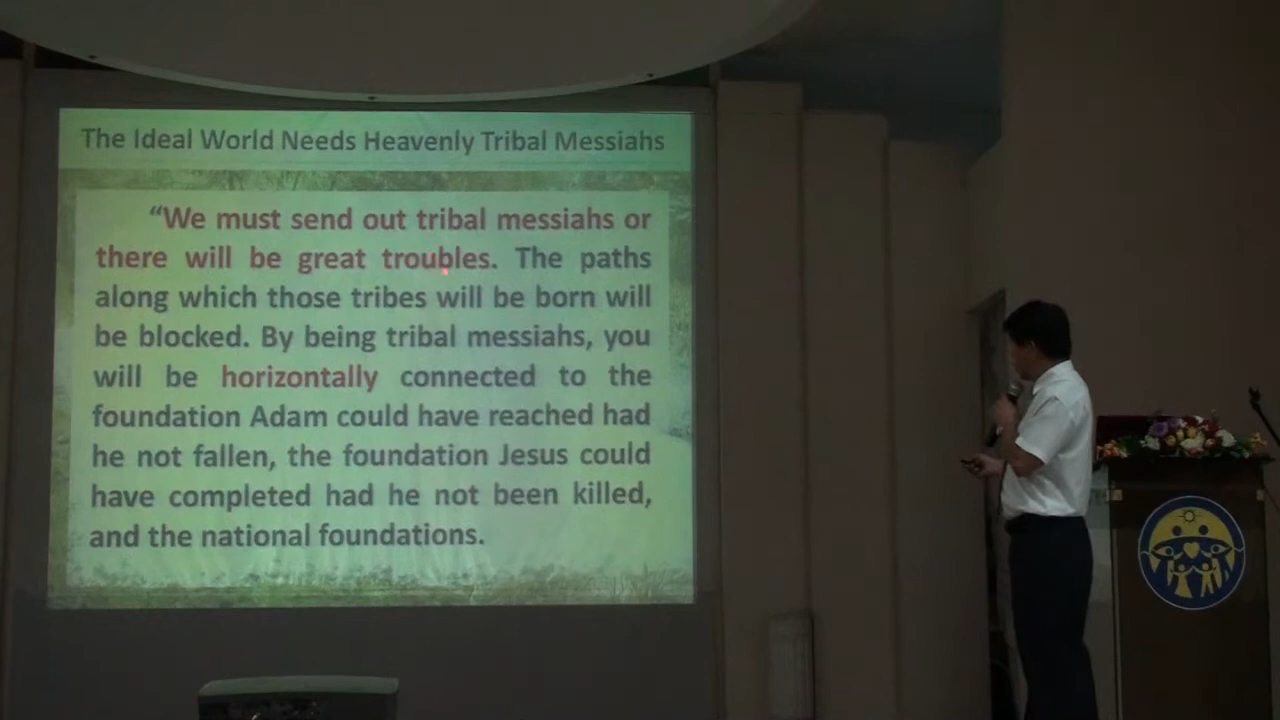 The Ideal World Needs Heavenly Tribal Messiahs
“We must send out tribal messiahs or
there will be great troubles. The paths
along which those tribes will be born will
be blocked. By being tribal messiahs, you
will be horizontally connected to the
foundation Adam could have reached had
he not fallen, the foundation Jesus could
have completed had he not been killed,
and the national foundations.